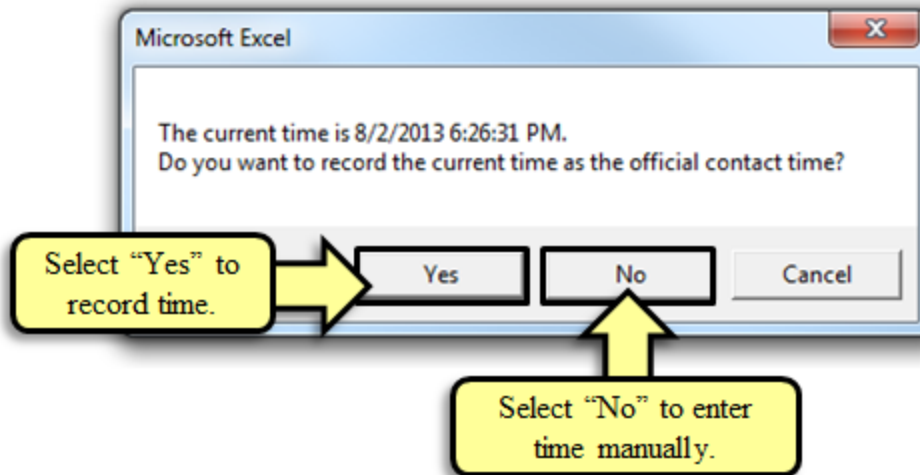 Microsoft Excel
The current time is 8/2/2013 6:26:31 PM.
Do you want to record the current time as the official contact time?
Select “Yes” to
record time.
Yes
No
Cancel
Select “No” to enter
time manually.